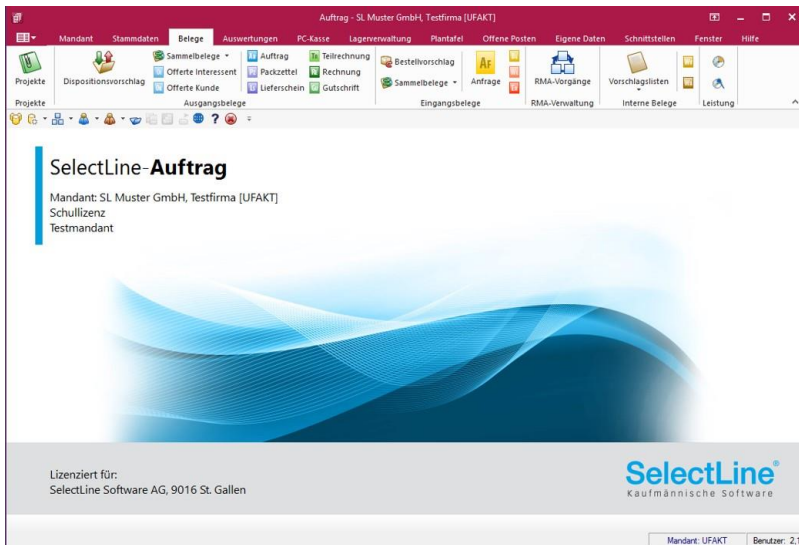 Auftrag - SL Muster GmbH, Testfirma [UFAKT]
Mandant Stammdaten Belege Auswertungen PC-Kasse Lagerverwaltung Plantafel Offene Posten Eigene Daten Schnittstellen Fenster Hilfe
Projekte
Dispositionsvorschlag
Sammelbelege
Offerte Interessent
Offerte Kunde
Auftrag
Packzettel
Lieferschein
Teilrechnung
Rechnung
Gutschrift
Bestellvorschlag
Sammelbelege
AF
Anfrage
RMA-Vorgänge
Vorschlagslisten
Projekte Ausgangsbelege Eingangsbelege RMA-Verwaltung Interne Belege Leistung
SelectLine-Auftrag
Mandant: SL Muster GmbH, Testfirma [UFAKT]
Schullizenz
Testmandant
Lizenziert für:
SelectLine Software AG, 9016 St. Gallen
SelectLine®
Kaufmännische Software
Mandant: UFAKT Benutzer: 2,1